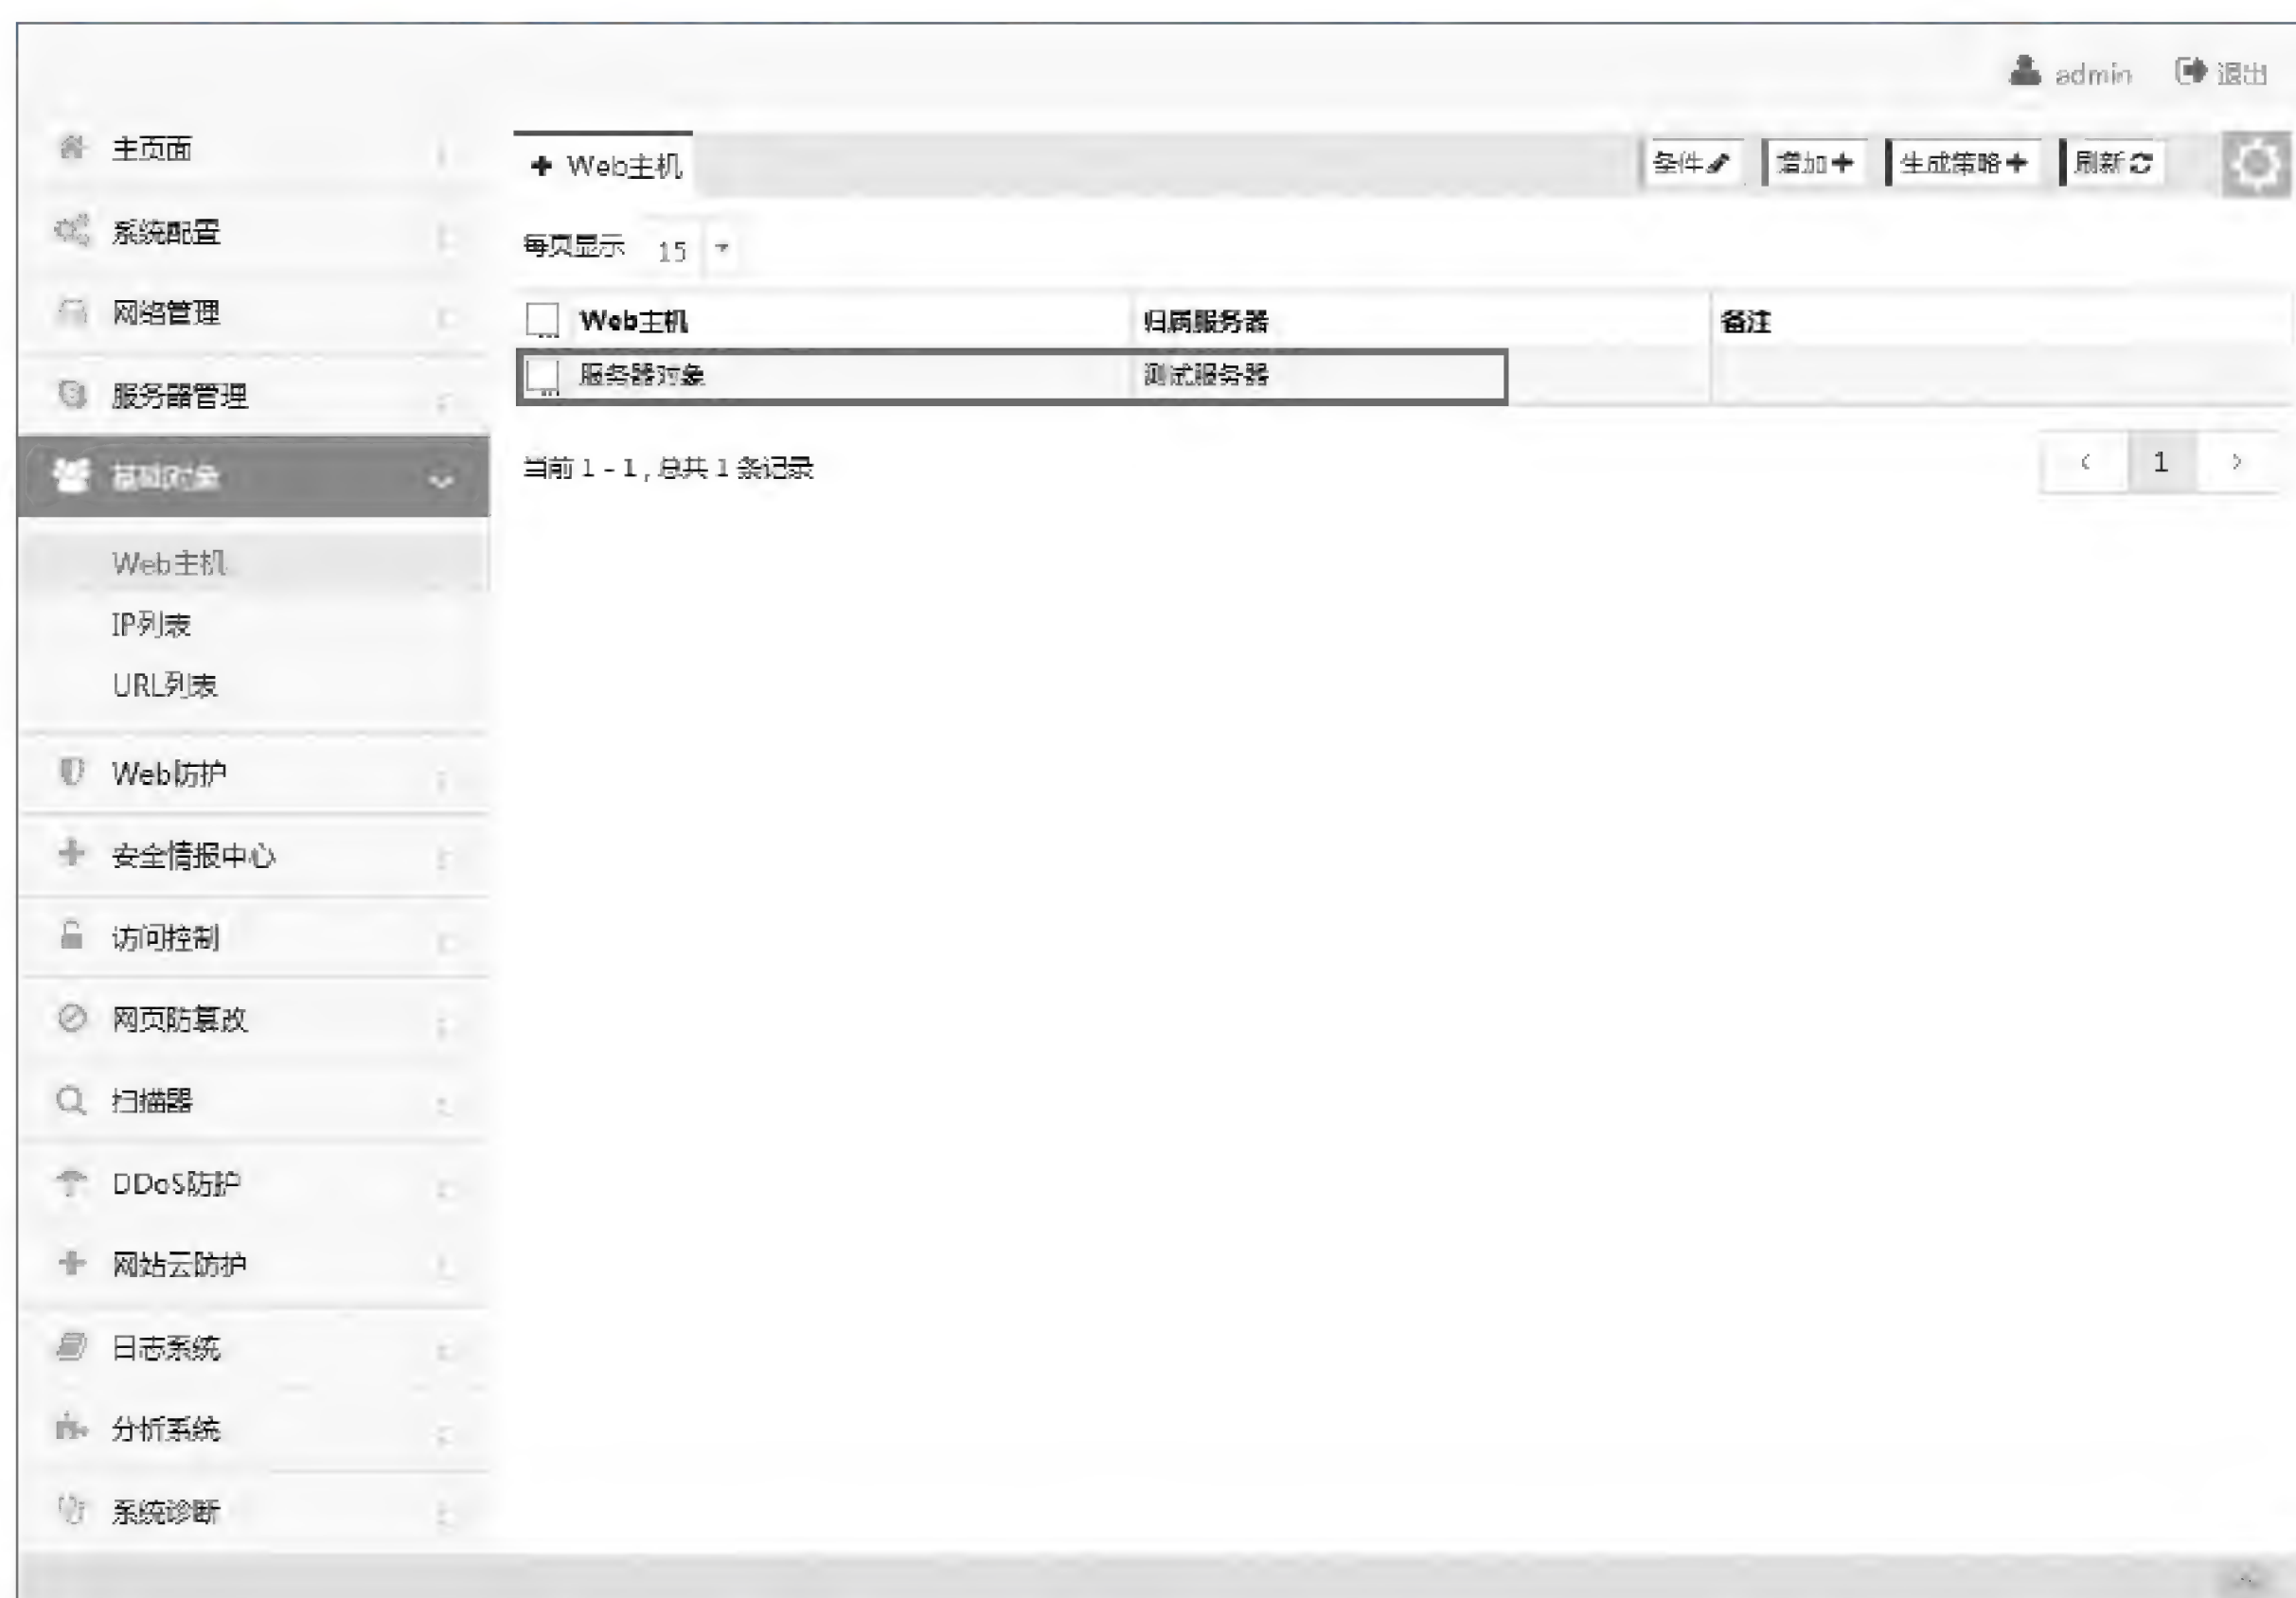 admin 退出
主页面
系统配置
网络管理
服务器管理
基础对象
Web主机
IP列表
URL列表
Web防护
安全情报中心
访问控制
网页防篡改
扫描器
DDoS防护
网站云防护
日志系统
分析系统
系统诊断
Web主机 条件 增加 生成策略 刷新
每页显示 15
Web主机 归属服务器 备注
服务器对象 测试服务器
当前 1 - 1 , 总共 1 条记录 < 1 >